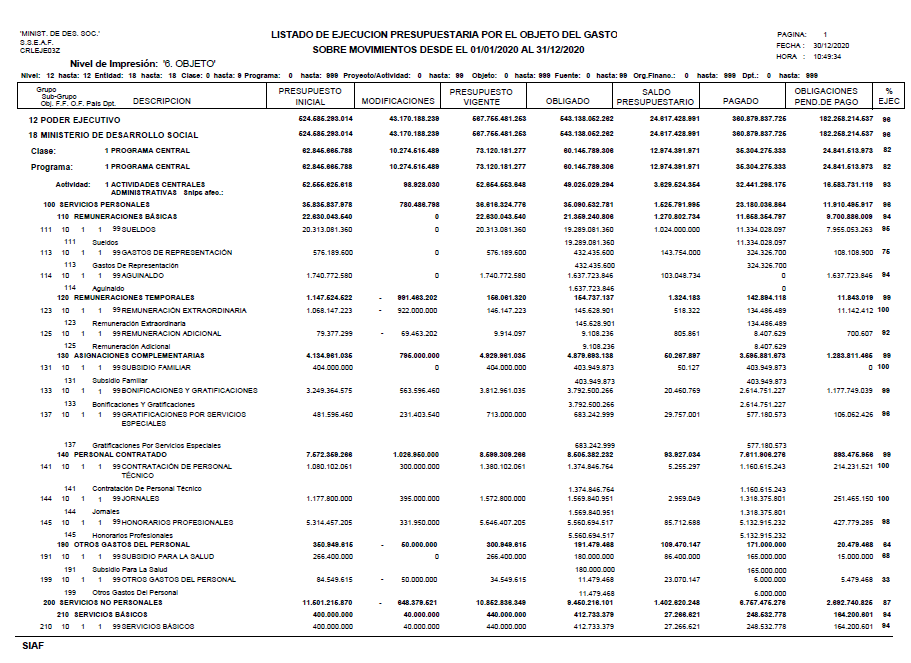 'MINIST. DE DES. SOC.' LISTADO DE EJECUCION PRESUPUESTARIA POR EL OBJETO DEL GASTO PAGINA: 1
S.S.E.A.F. SOBRE MOVIMIENTOS DESDE EL 01/01/2020 AL 31/12/2020 FECHA : 30/12/2020
CRLEJE03Z HORA : 10:49:34
Nivel de Impresión: '6. OBJETO'
Nivel: 12 hasta: 12 Entidad: 18 hasta: 18 Clase: 0 hasta: 9 Programa: 0 hasta: 999 Proyecto/Actividad: 0 hasta: 99 Objeto: 0 hasta: 999 Fuente: 0 hasta: 99 Org.Financ.: 0 hasta: 999 Dpt.: 0 hasta: 999
Grupo
Sub-Grupo
Obj. F.F. O.F. País Dpt. DESCRIPCION PRESUPUESTO INICIAL MODIFICACIONES PRESUPUESTO VIGENTE OBLIGADO SALDO PRESUPUESTARIO PAGADO OBLIGACIONES PEND.DE PAGO % EJEC
12 PODER EJECUTIVO 524.585.293.014 43.170.188.239 567.755.481.253 543.138.052.262 24.617.428.991 360.879.837.725 182.258.214.537 96
18 MINISTERIO DE DESARROLLO SOCIAL 524.585.293.014 43.170.188.239 567.755.481.253 543.138.052.262 24.617.428.991 360.879.837.725 182.258.214.537 96
Clase: 1 PROGRAMA CENTRAL 62.845.665.788 10.274.515.489 73.120.181.277 60.145.789.306 12.974.391.971 35.304.275.333 24.841.513.973 82
Programa: 1 PROGRAMA CENTRAL 62.845.665.788 10.274.515.489 73.120.181.277 60.145.789.306 12.974.391.971 35.304.275.333 24.841.513.973 82
Actividad: 1 ACTIVIDADES CENTRALES 52.555.625.618 98.928.030 52.654.553.648 49.025.029.294 3.629.524.354 32.441.298.175 16.583.731.119 93
ADMINISTRATIVAS Snips afec.:
100 SERVICIOS PERSONALES 35.835.837.978 780.486.798 36.616.324.776 35.090.532.781 1.525.791.995 23.180.036.864 11.910.495.917 96
110 REMUNERACIONES BÁSICAS 22.630.043.540 0 22.630.043.540 21.359.240.806 1.270.802.734 11.658.354.797 9.700.886.009 94
111 10 1 1 99 SUELDOS 20.313.081.360 0 20.313.081.360 19.289.081.360 1.024.000.000 11.334.028.097 7.955.053.263 95
111 Sueldos 19.289.081.360 11.334.028.097
113 10 1 1 99 GASTOS DE REPRESENTACIÓN 576.189.600 0 576.189.600 432.435.600 143.754.000 324.326.700 108.108.900 75
113 Gastos De Representación 432.435.600 324.326.700
114 10 1 1 99 AGUINALDO 1.740.772.580 0 1.740.772.580 1.637.723.846 103.048.734 0 1.637.723.846 94
114 Aguinaldo 1.637.723.846 0
120 REMUNERACIONES TEMPORALES 1.147.524.522 - 991.463.202 156.061.320 154.737.137 1.324.183 142.894.118 11.843.019 99
123 10 1 1 99 REMUNERACIÓN EXTRAORDINARIA 1.068.147.223 - 922.000.000 146.147.223 145.628.901 518.322 134.486.489 11.142.412 100
123 Remuneración Extraordinaria 145.628.901 134.486.489
125 10 1 1 99 REMUNERACION ADICIONAL 79.377.299 - 69.463.202 9.914.097 9.108.236 805.861 8.407.629 700.607 92
125 Remuneración Adicional 9.108.236 8.407.629
130 ASIGNACIONES COMPLEMENTARIAS 4.134.961.035 795.000.000 4.929.961.035 4.879.693.138 50.267.897 3.595.881.673 1.283.811.465 99
131 10 1 1 99 SUBSIDIO FAMILIAR 404.000.000 0 404.000.000 403.949.873 50.127 403.949.873 0 100
131 Subsidio Familiar 403.949.873 403.949.873
133 10 1 1 99 BONIFICACIONES Y GRATIFICACIONES 3.249.364.575 563.596.460 3.812.961.035 3.792.500.266 20.460.769 2.614.751.227 1.177.749.039 99
133 Bonificaciones Y Gratificaciones 3.792.500.266 2.614.751.227
137 10 1 1 99 GRATIFICACIONES POR SERVICIOS 481.596.460 231.403.540 713.000.000 683.242.999 29.757.001 577.180.573 106.062.426 96
ESPECIALES
137 Gratificaciones Por Servicios Especiales 683.242.999 577.180.573
140 PERSONAL CONTRATADO 7.572.359.266 1.026.950.000 8.599.309.266 8.505.382.232 93.927.034 7.611.906.276 893.475.956 99
141 10 1 1 99 CONTRATACIÓN DE PERSONAL 1.080.102.061 300.000.000 1.380.102.061 1.374.846.764 5.255.297 1.160.615.243 214.231.521 100
TÉCNICO
141 Contratación De Personal Técnico 1.374.846.764 1.160.615.243
144 10 1 1 99 JORNALES 1.177.800.000 395.000.000 1.572.800.000 1.569.840.951 2.959.049 1.318.375.801 251.465.150 100
144 Jornales 1.569.840.951 1.318.375.801
145 10 1 1 99 HONORARIOS PROFESIONALES 5.314.457.205 331.950.000 5.646.407.205 5.560.694.517 85.712.688 5.132.915.232 427.779.285 98
145 Honorarios Profesionales 5.560.694.517 5.132.915.232
190 OTROS GASTOS DEL PERSONAL 350.949.615 - 50.000.000 300.949.615 191.479.468 109.470.147 171.000.000 20.479.468 64
191 10 1 1 99 SUBSIDIO PARA LA SALUD 266.400.000 0 266.400.000 180.000.000 86.400.000 165.000.000 15.000.000 68
191 Subsidio Para La Salud 180.000.000 165.000.000
199 10 1 1 99 OTROS GASTOS DEL PERSONAL 84.549.615 - 50.000.000 34.549.615 11.479.468 23.070.147 6.000.000 5.479.468 33
199 Otros Gastos Del Personal 11.479.468 6.000.000
200 SERVICIOS NO PERSONALES 11.501.215.870 - 648.379.521 10.852.836.349 9.450.216.101 1.402.620.248 6.757.475.276 2.692.740.825 87
210 SERVICIOS BÁSICOS 400.000.000 40.000.000 440.000.000 412.733.379 27.266.621 248.532.778 164.200.601 94
210 10 1 1 99 SERVICIOS BÁSICOS 400.000.000 40.000.000 440.000.000 412.733.379 27.266.621 248.532.778 164.200.601 94
SIAF